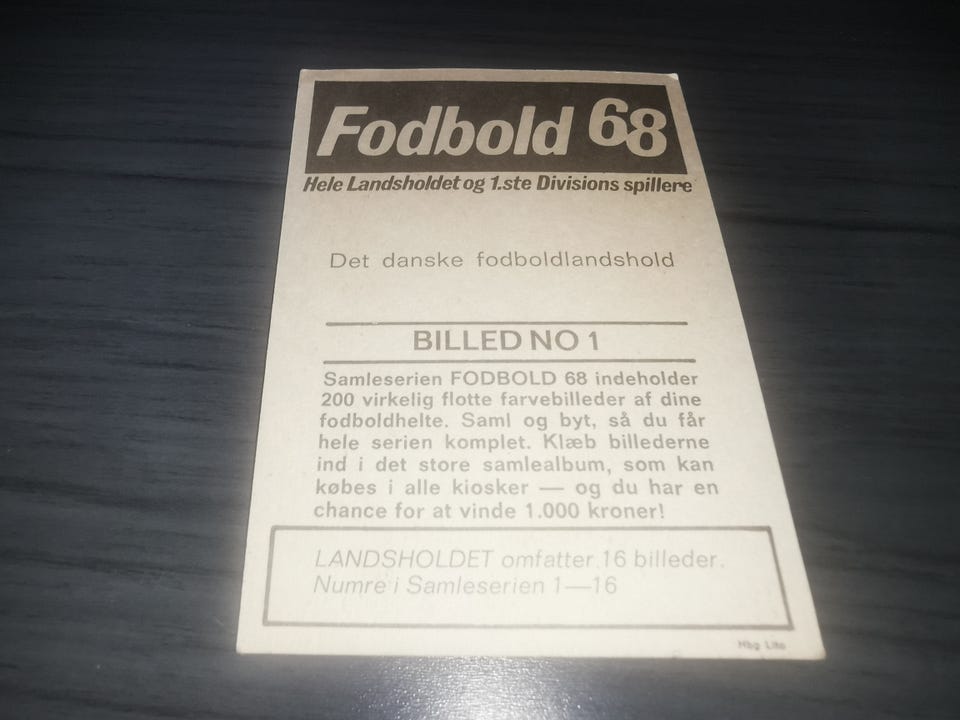 Fodbold 68
Hele Landsholdet og 1.ste Divisions spillere
Det danske fodboldlandshold
BILLED NO 1
Samleserien FODBOLD 68 indeholder
200 virkelig flotte farvebilleder af dine
fodboldhelte. Saml og byt, så du får
hele serien komplet. Klæb billederne
ind i det store samlealbum, som kan
købes i alle kiosker — og du har en
chance for at vinde 1.000 kroner!
LANDSHOLDET omfatter 16 billeder.
Numre i Samleserien 1—16
Hbg Lito